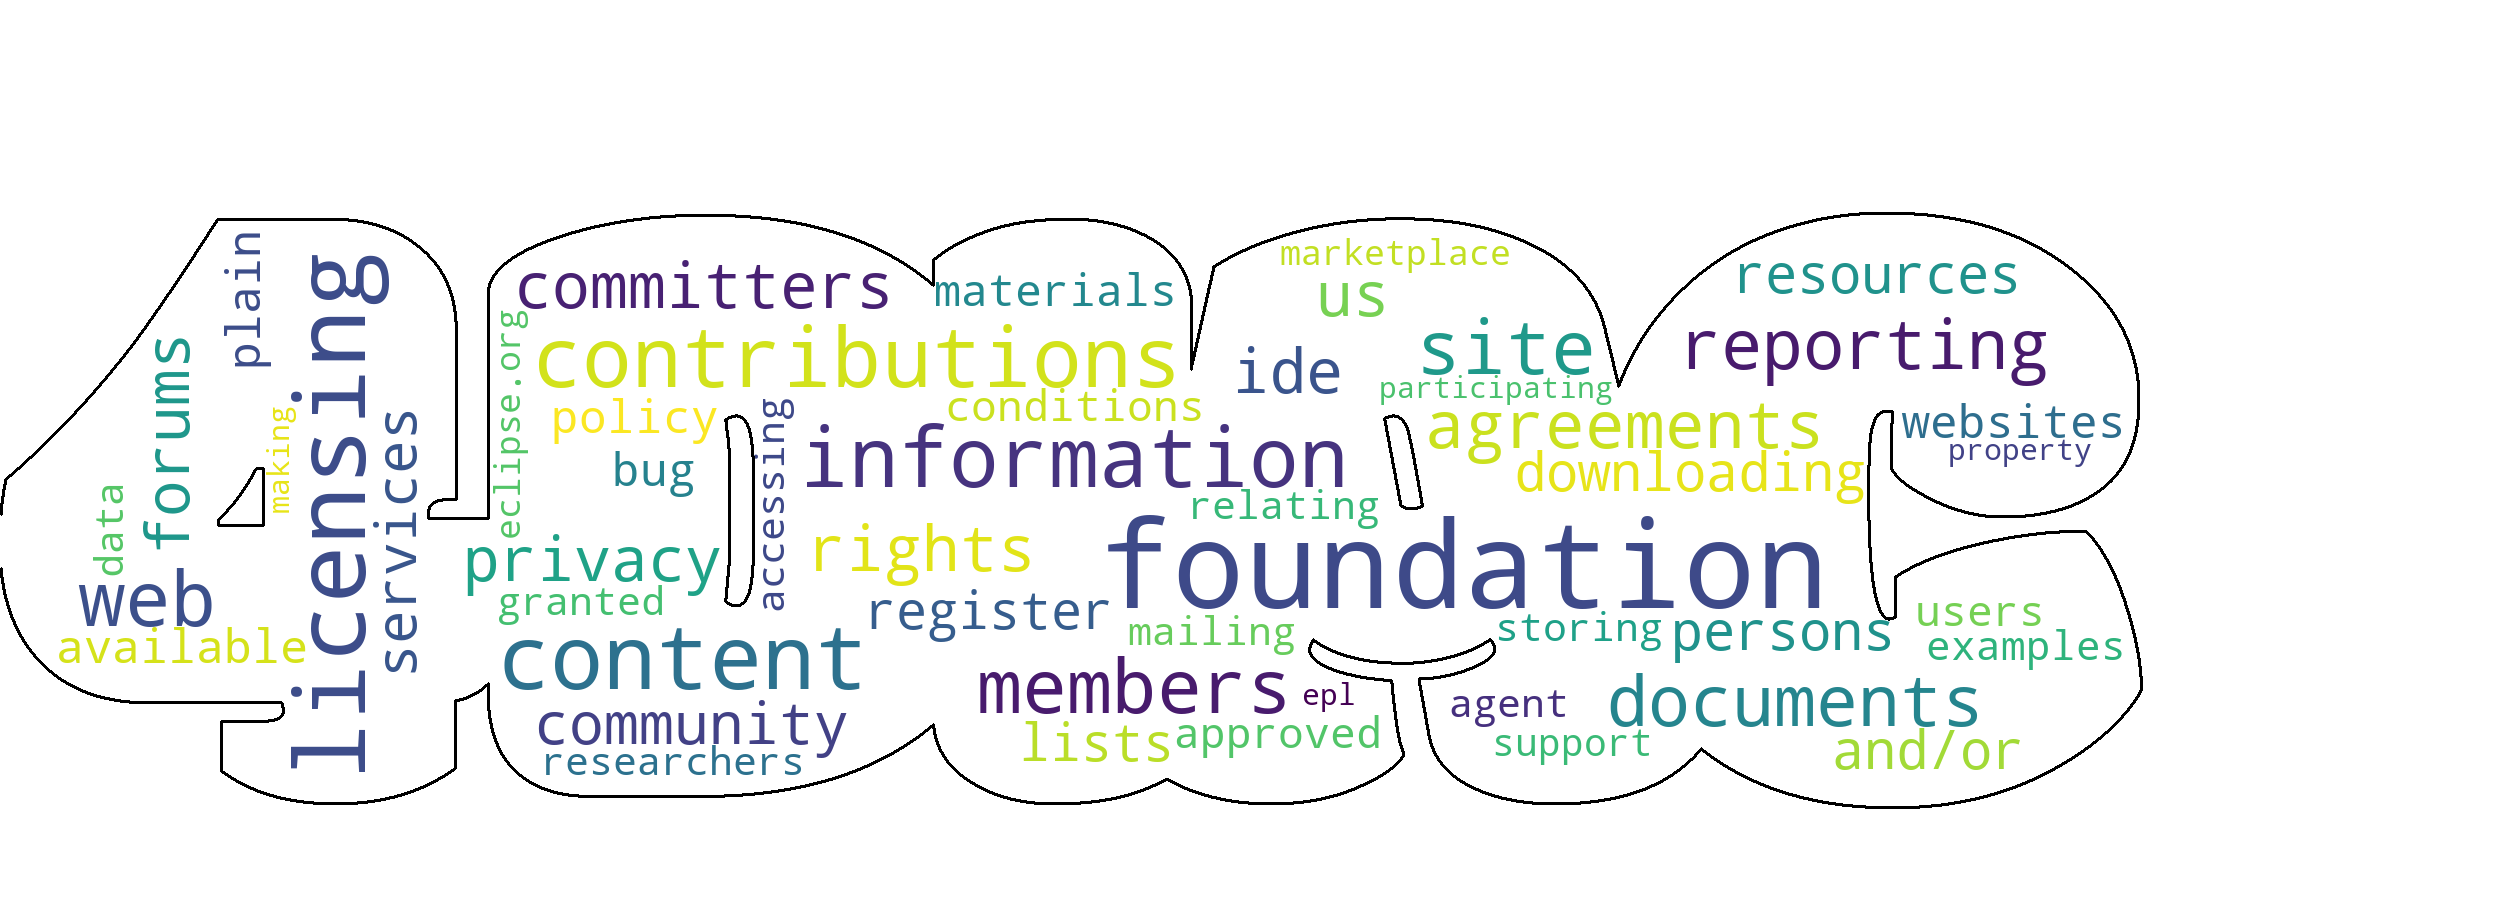 plain
licensing
forums
making
services
data
web
available
committers
materials
eclipse.org
contributions
policy
conditions
accessing
information
bug
relating
privacy
rights
granted
register
foundation
mailing
content
members
epl
community
lists
approved
researchers
marketplace
us
site
ide
participating
agreements
downloading
resources
reporting
websites
property
storing
persons
users
examples
agent
documents
support
and/or